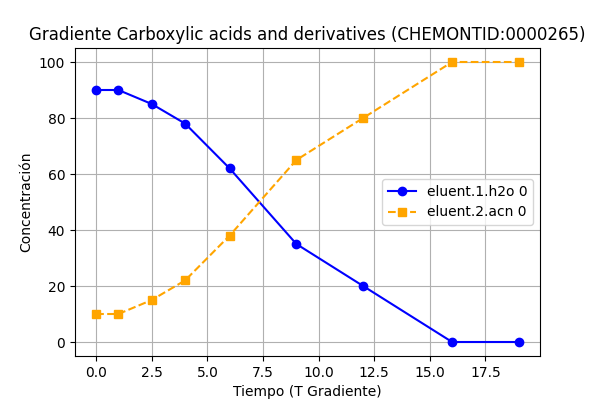 Gradiente Carboxylic acids and derivatives (CHEMONTID:0000265)
100
80
60
40
20
0
Concentración
eluent.1.h2o 0
eluent.2.acn 0
0.0 2.5 5.0 7.5 10.0 12.5 15.0 17.5
Tiempo (T Gradiente)